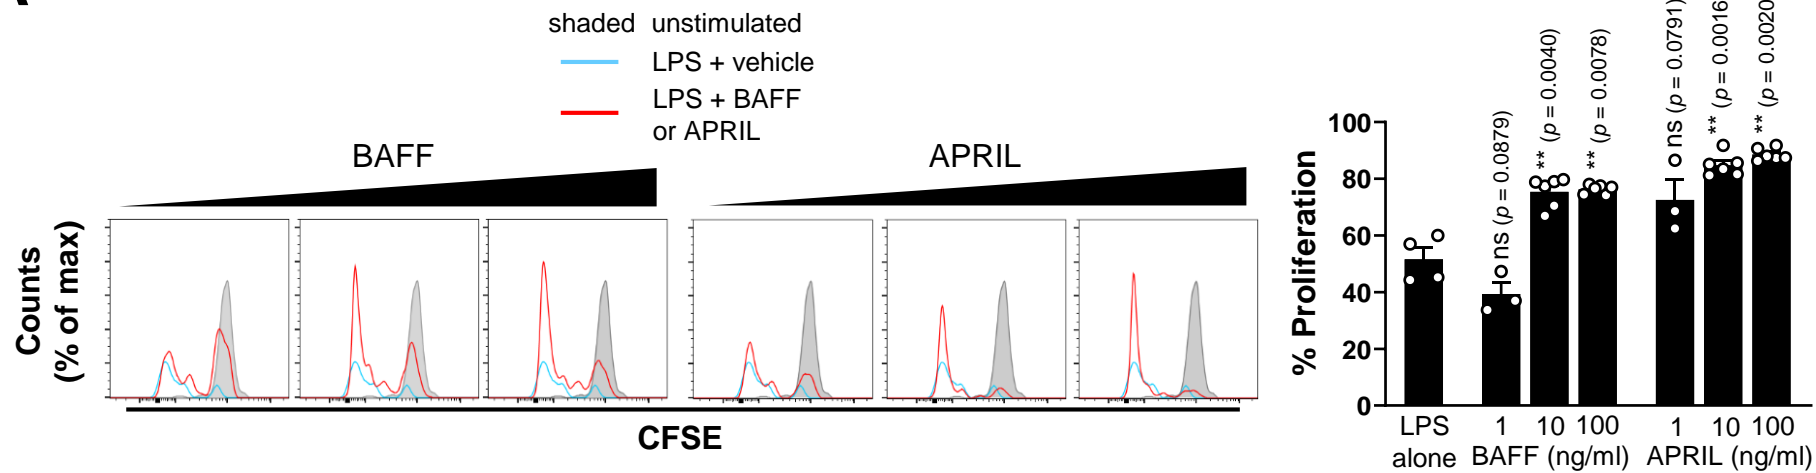 shaded unstimulated
LPS + vehicle
LPS + BAFF
or APRIL
BAFF
APRIL
Counts
(% of max)
CFSE
% Proliferation
100
80
60
40
20
0
ns (p = 0.0879)
** (p = 0.0040)
** (p = 0.0078)
ns (p = 0.0791)
** (p = 0.0016
** (p = 0.0020
LPS
alone
1 10 100
BAFF (ng/ml)
1 10 100
APRIL (ng/ml)